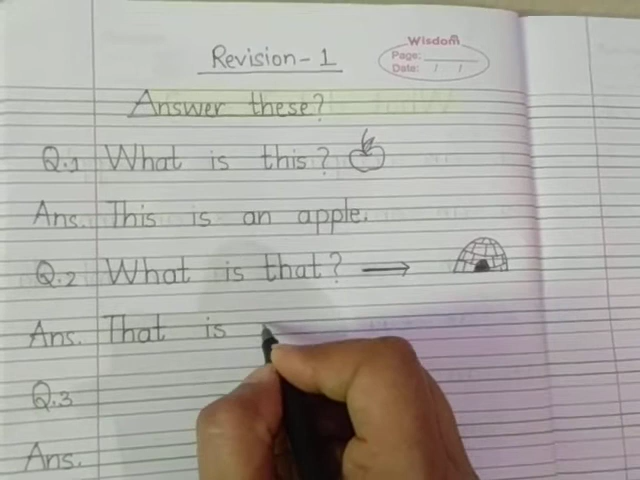 Wisdom
Revision-1
Page:
Date: / /
Answer these?
Q.1 What is this?
Ans. This is an apple.
Q.2 What is that?
Ans. That is
Q.3
Ans.